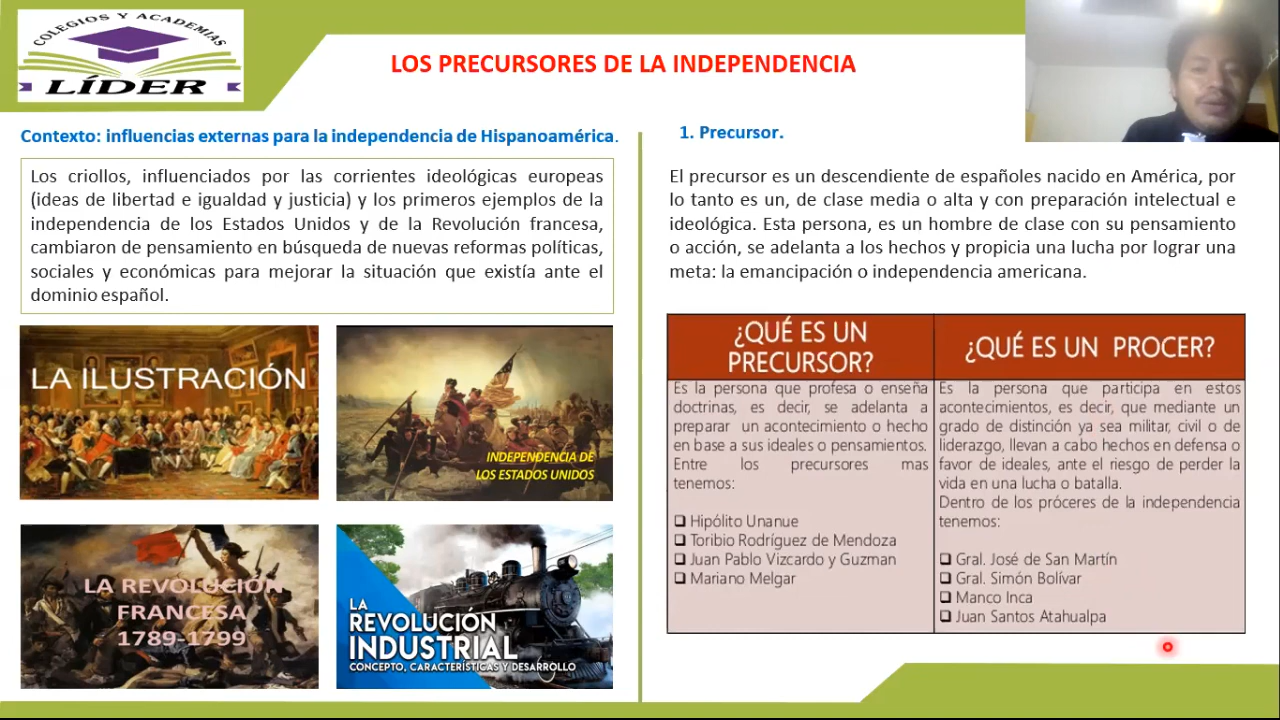 COLEGIOS Y ACADEMIAS
LÍDER
LOS PRECURSORES DE LA INDEPENDENCIA
Contexto: influencias externas para la independencia de Hispanoamérica.
Los criollos, influenciados por las corrientes ideológicas europeas
(ideas de libertad e igualdad y justicia) y los primeros ejemplos de la
independencia de los Estados Unidos y de la Revolución francesa,
cambiaron de pensamiento en búsqueda de nuevas reformas políticas,
sociales y económicas para mejorar la situación que existía ante el
dominio español.
LA ILUSTRACIÓN
INDEPENDENCIA DE
LOS ESTADOS UNIDOS
LA REVOLUCIÓN
FRANCESA
1789-1799
LA
REVOLUCIÓN
INDUSTRIAL
CONCEPTO, CARACTERÍSTICAS Y DESARROLLO
1. Precursor.
El precursor es un descendiente de españoles nacido en América, por
lo tanto es un, de clase media o alta y con preparación intelectual e
ideológica. Esta persona, es un hombre de clase con su pensamiento
o acción, se adelanta a los hechos y propicia una lucha por lograr una
meta: la emancipación o independencia americana.
¿QUÉ ES UN
PRECURSOR?
Es la persona que profesa o enseña
doctrinas, es decir, se adelanta a
preparar un acontecimiento o hecho
en base a sus ideales o pensamientos.
Entre los precursores mas
tenemos:
Hipólito Unanue
Toribio Rodríguez de Mendoza
Juan Pablo Vizcardo y Guzman
Mariano Melgar
¿QUÉ ES UN PROCER?
Es la persona que participa en estos
acontecimientos, es decir, que mediante un
grado de distinción ya sea militar, civil o de
liderazgo, llevan a cabo hechos en defensa o
favor de ideales, ante el riesgo de perder la
vida en una lucha o batalla.
Dentro de los próceres de la independencia
tenemos:
Gral. José de San Martín
Gral. Simón Bolívar
Manco Inca
Juan Santos Atahualpa